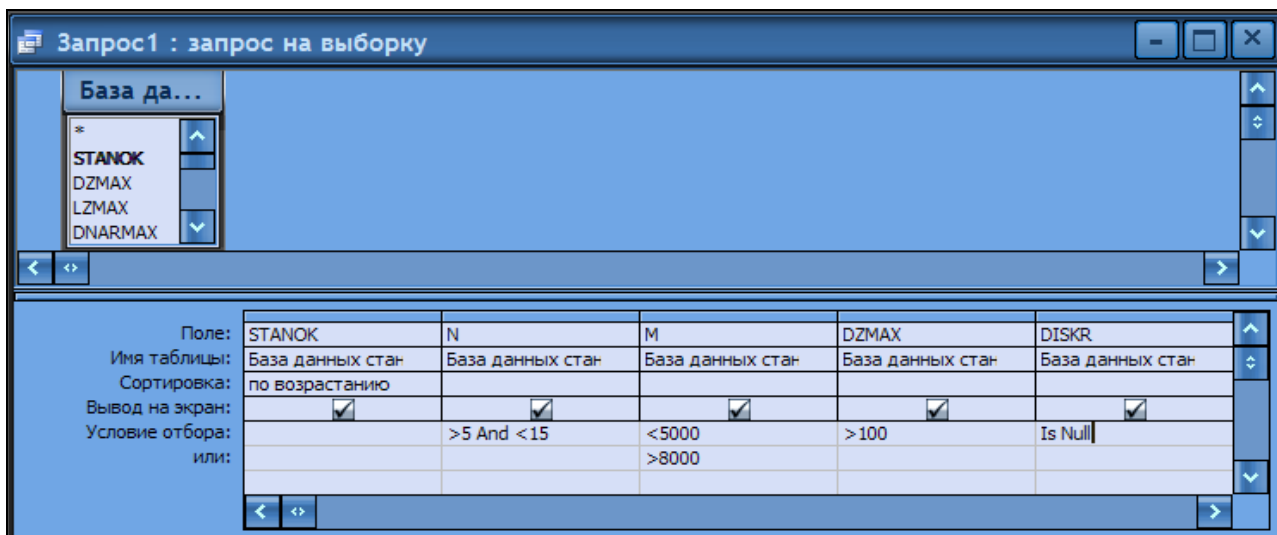 Запрос1 : запрос на выборку
База да...
*
STANOK
DZMAX
LZMAX
DNARMAX
Поле: STANOK N M DZMAX DISKR
Имя таблицы: База данных стан База данных стан База данных стан База данных стан База данных стан
Сортировка: по возрастанию
Вывод на экран:
Условие отбора: >5 And <15 <5000 >100 Is Null
или: >8000